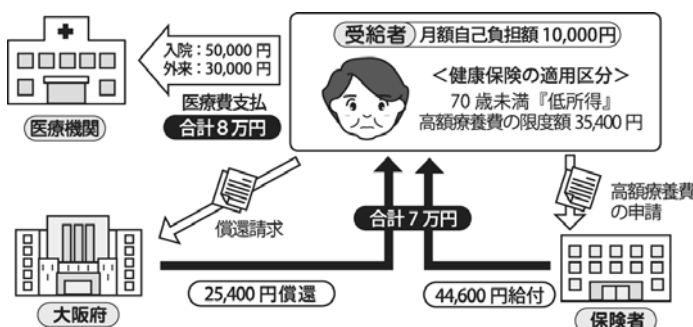 受給者 月額自己負担額 10,000円
入院：50,000 円
外来：30,000 円
医療費支払
合計8万円
医療機関
＜健康保険の適用区分＞
70 歳未満『低所得』
高額療養費の限度額 35,400 円
償還請求
合計7万円
高額療養費
の申請
25,400 円償還
44,600 円給付
大阪府
保険者